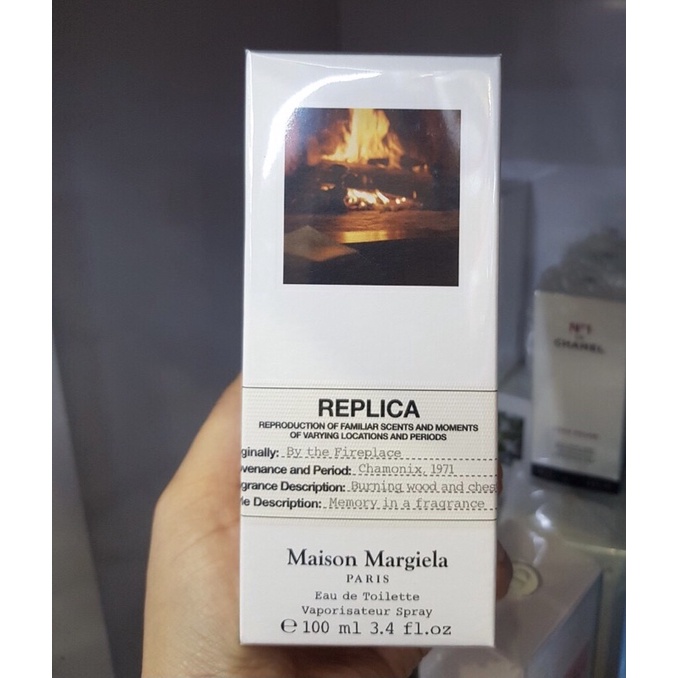 REPLICA
REPRODUCTION OF FAMILIAR SCENTS AND MOMENTS
OF VARYING LOCATIONS AND PERIODS
ginally: By the Fireplace
venance and Period: Chamonix, 1971
grance Description: Burning wood and ches
le Description: Memory in a fragrance
Maison Margiela
PARIS
Eau de Toilette
Vaporisateur Spray
℮ 100 ml 3.4 fl.oz
N°1
DE
CHANEL